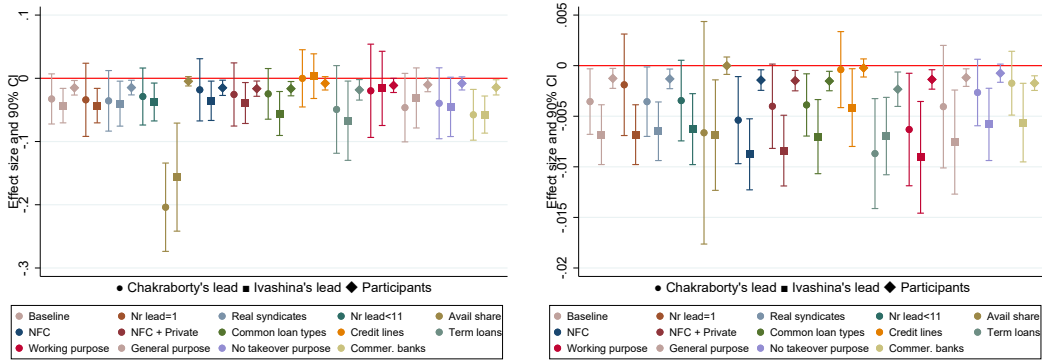 .1
0
-.1
-.2
-.3
Effect size and 90% CI
Chakraborty's lead Ivashina's lead Participants
Baseline Nr lead=1 Real syndicates Nr lead<11 Avail share
NFC NFC + Private Common loan types Credit lines Term loans
Working purpose General purpose No takeover purpose Commer. banks
.005
0
-.005
-.01
-.015
-.02
Effect size and 90% CI
Chakraborty's lead Ivashina's lead Participants
Baseline Nr lead=1 Real syndicates Nr lead<11 Avail share
NFC NFC + Private Common loan types Credit lines Term loans
Working purpose General purpose No takeover purpose Commer. banks